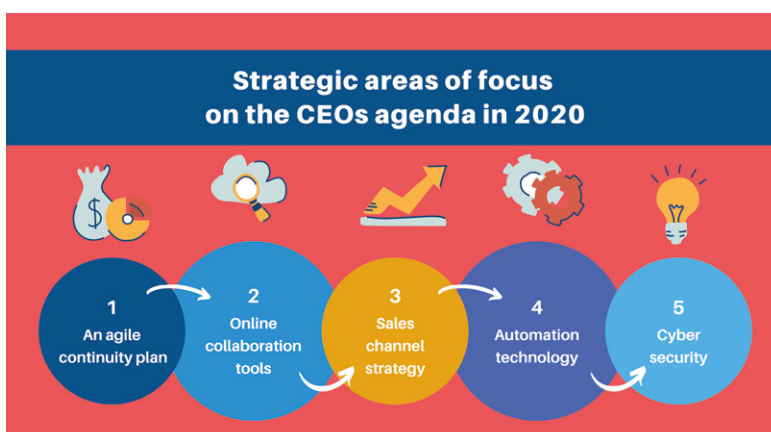 Strategic areas of focus
on the CEOs agenda in 2020
$
1
An agile
continuity plan
2
Online
collaboration
tools
3
Sales
channel
strategy
4
Automation
technology
5
Cyber
security